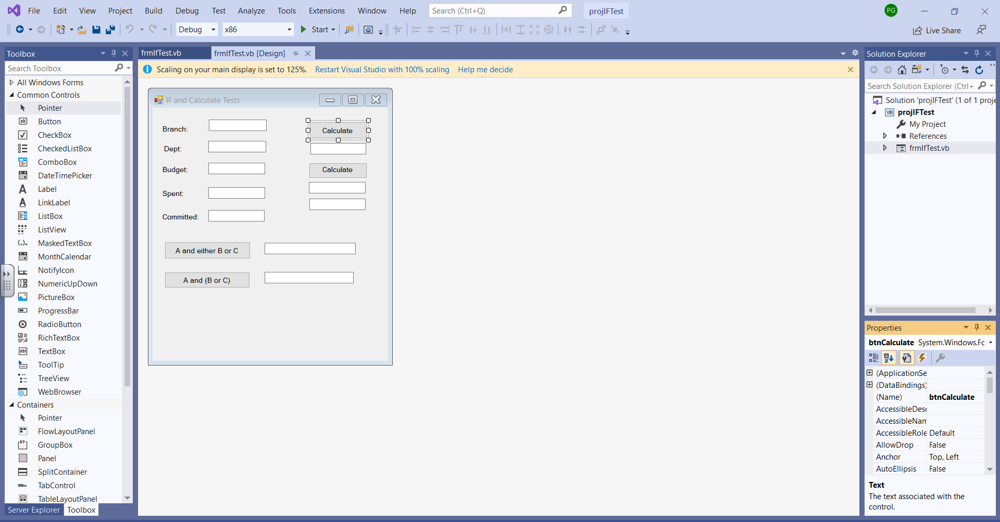 File Edit View Project Build Debug Test Analyze Tools Extensions Window Help Search (Ctrl+Q) projIFTest PG
Debug x86 Start Live Share
Toolbox
Search Toolbox
All Windows Forms
Common Controls
Pointer
Button
CheckBox
CheckedListBox
ComboBox
DateTimePicker
Label
LinkLabel
ListBox
ListView
MaskedTextBox
MonthCalendar
NotifyIcon
NumericUpDown
PictureBox
ProgressBar
RadioButton
RichTextBox
TextBox
ToolTip
TreeView
WebBrowser
Containers
Pointer
FlowLayoutPanel
GroupBox
Panel
SplitContainer
TabControl
TableLayoutPanel
Server Explorer Toolbox
frmIfTest.vb frmIfTest.vb [Design]
Scaling on your main display is set to 125%. Restart Visual Studio with 100% scaling Help me decide
IF and Calculate Tests
Branch:
Calculate
Dept:
Budget:
Calculate
Spent:
Committed:
A and either B or C
A and (B or C)
Solution Explorer
Search Solution Explorer (Ctrl+
Solution 'projIFTest' (1 of 1 proje
VB projIFTest
My Project
References
frmIfTest.vb
Properties
btnCalculate System.Windows.Fc
(ApplicationSe
(DataBindings)
(Name) btnCalculate
AccessibleDesc
AccessibleNam
AccessibleRole Default
AllowDrop False
Anchor Top, Left
AutoEllipsis False
Text
The text associated with the
control.